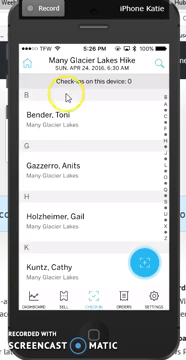 Record
iPhone Katie
TFW
5:26 PM
100%
Many Glacier Lakes Hike
SUN, APR 24, 2016, 6:30 AM
Check-ins on this device: 0
B
Bender, Toni
Many Glacier Lakes
G
Gazzerro, Anits
Many Glacier Lakes
H
Holzheimer, Gail
Many Glacier Lakes
K
Kuntz, Cathy
Many Glacier Lakes
DASHBOARD
SELL
CHECK-IN
ORDERS
SETTINGS
RECORDED WITH
SCREENCAST MATIC